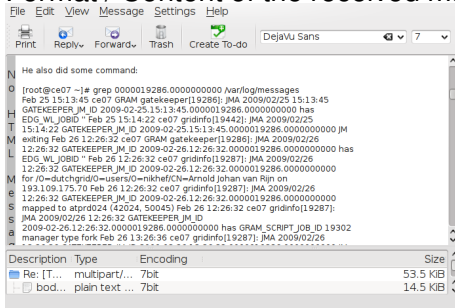 File Edit View Message Settings Help
Print Reply Forward Trash Create To-do DejaVu Sans 7
He also did some command:
[root@ce07 ~]# grep 0000019286.0000000000 /var/log/messages
Feb 25 15:13:45 ce07 GRAM gatekeeper[19286]: JMA 2009/02/25 15:13:45
GATEKEEPER_JM_ID 2009-02-25.15:13:45.0000019286.0000000000 has
EDG_WL_JOBID '' Feb 25 15:14:22 ce07 gridinfo[19442]: JMA 2009/02/25
15:14:22 GATEKEEPER_JM_ID 2009-02-25.15:13:45.0000019286.0000000000 JM
exiting Feb 26 12:26:32 ce07 GRAM gatekeeper[19286]: JMA 2009/02/26
12:26:32 GATEKEEPER_JM_ID 2009-02-26.12:26:32.0000019286.0000000000 has
EDG_WL_JOBID '' Feb 26 12:26:32 ce07 gridinfo[19287]: JMA 2009/02/26
12:26:32 GATEKEEPER_JM_ID 2009-02-26.12:26:32.0000019286.0000000000
for /O=dutchgrid/O=users/O=nikhef/CN=Arnold Johan van Rijn on
193.109.175.70 Feb 26 12:26:32 ce07 gridinfo[19287]: JMA 2009/02/26
12:26:32 GATEKEEPER_JM_ID 2009-02-26.12:26:32.0000019286.0000000000
mapped to atprd024 (42024, 50045) Feb 26 12:26:32 ce07 gridinfo[19287]:
JMA 2009/02/26 12:26:32 GATEKEEPER_JM_ID
2009-02-26.12:26:32.0000019286.0000000000 has GRAM_SCRIPT_JOB_ID 19302
manager type fork Feb 26 13:26:36 ce07 gridinfo[19287]: JMA 2009/02/26
Description Type Encoding Size
Re: [T... multipart/... 7bit 53.5 KiB
bod... plain text ... 7bit 14.5 KiB